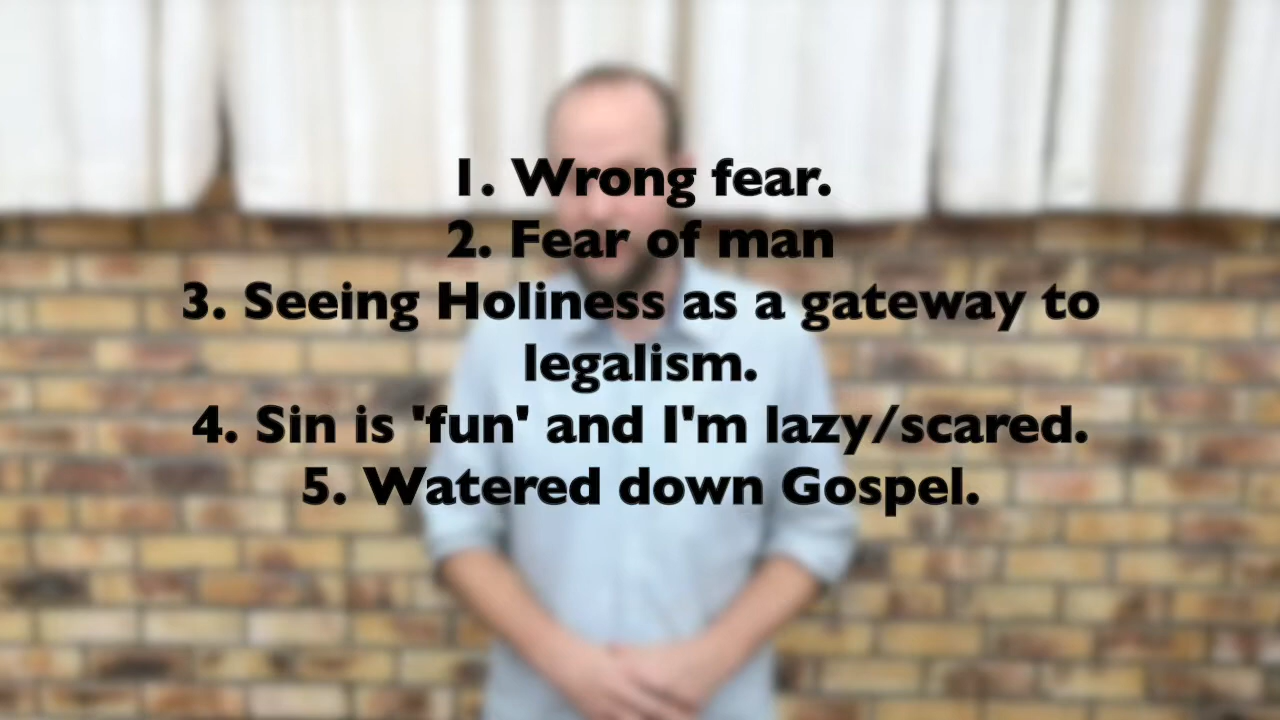 1. Wrong fear.
2. Fear of man
3. Seeing Holiness as a gateway to
legalism.
4. Sin is 'fun' and I'm lazy/scared.
5. Watered down Gospel.